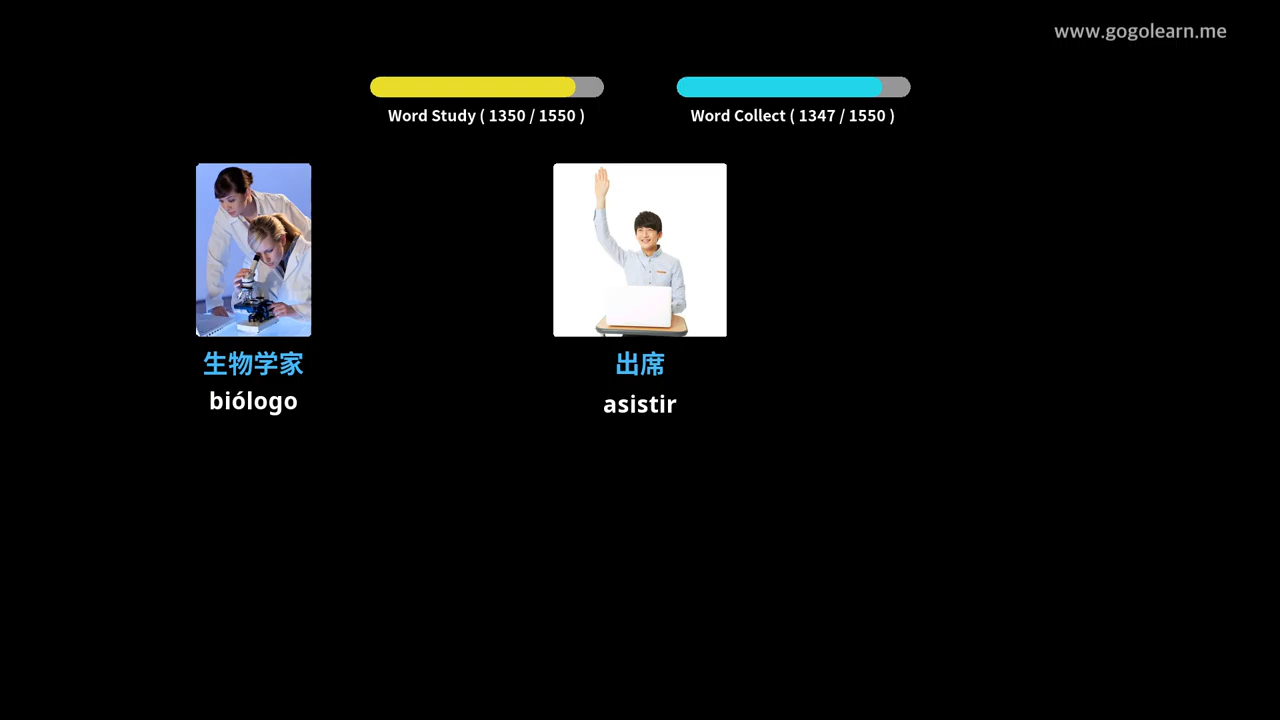 www.gogolearn.me
Word Study ( 1350 / 1550 )
Word Collect ( 1347 / 1550 )
生物学家
biólogo
出席
asistir